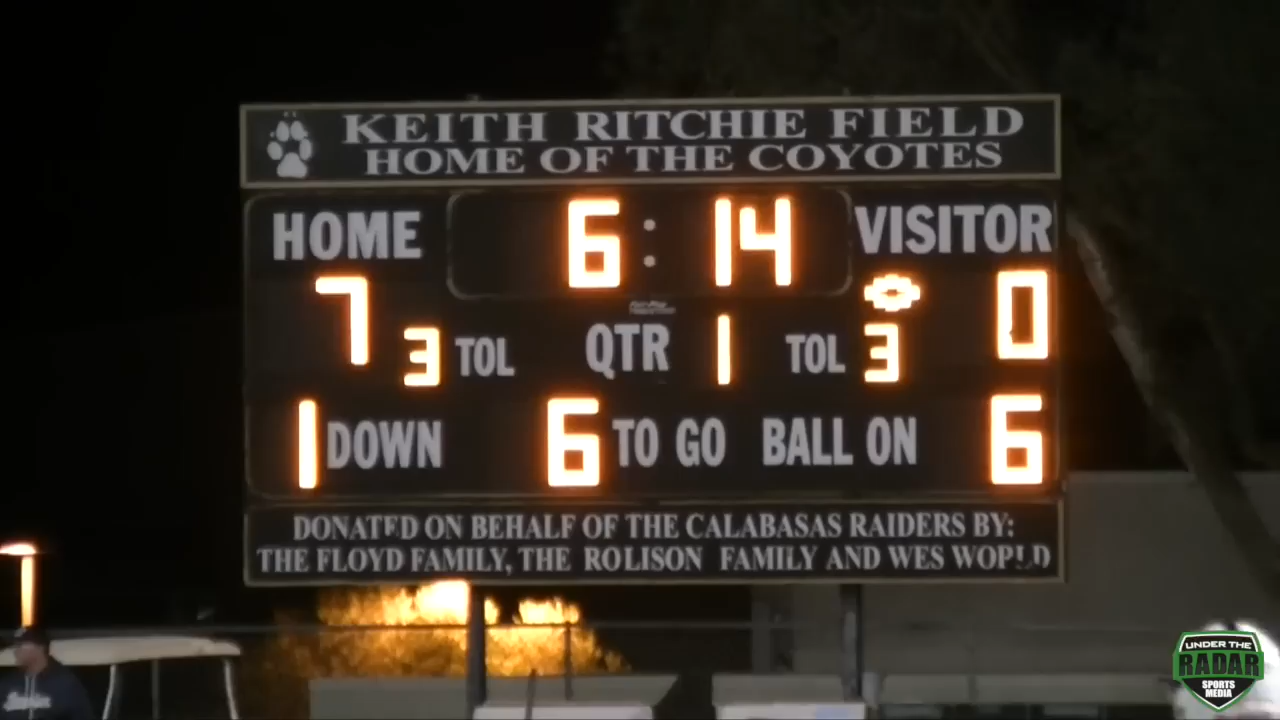 KEITH RITCHIE FIELD
HOME OF THE COYOTES
HOME 6:14 VISITOR
7 0
3 TOL QTR 1 TOL 3
1 DOWN 6 TO GO BALL ON 6
DONATED ON BEHALF OF THE CALABASAS RAIDERS BY:
THE FLOYD FAMILY, THE ROLISON FAMILY AND WES WORLD
UNDER THE
RADAR
SPORTS
MEDIA